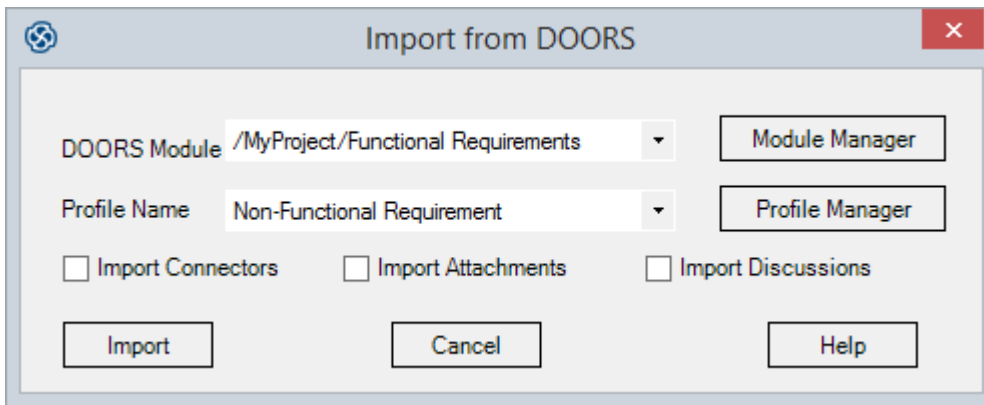 Import from DOORS
DOORS Module /MyProject/Functional Requirements Module Manager
Profile Name Non-Functional Requirement Profile Manager
Import Connectors Import Attachments Import Discussions
Import Cancel Help